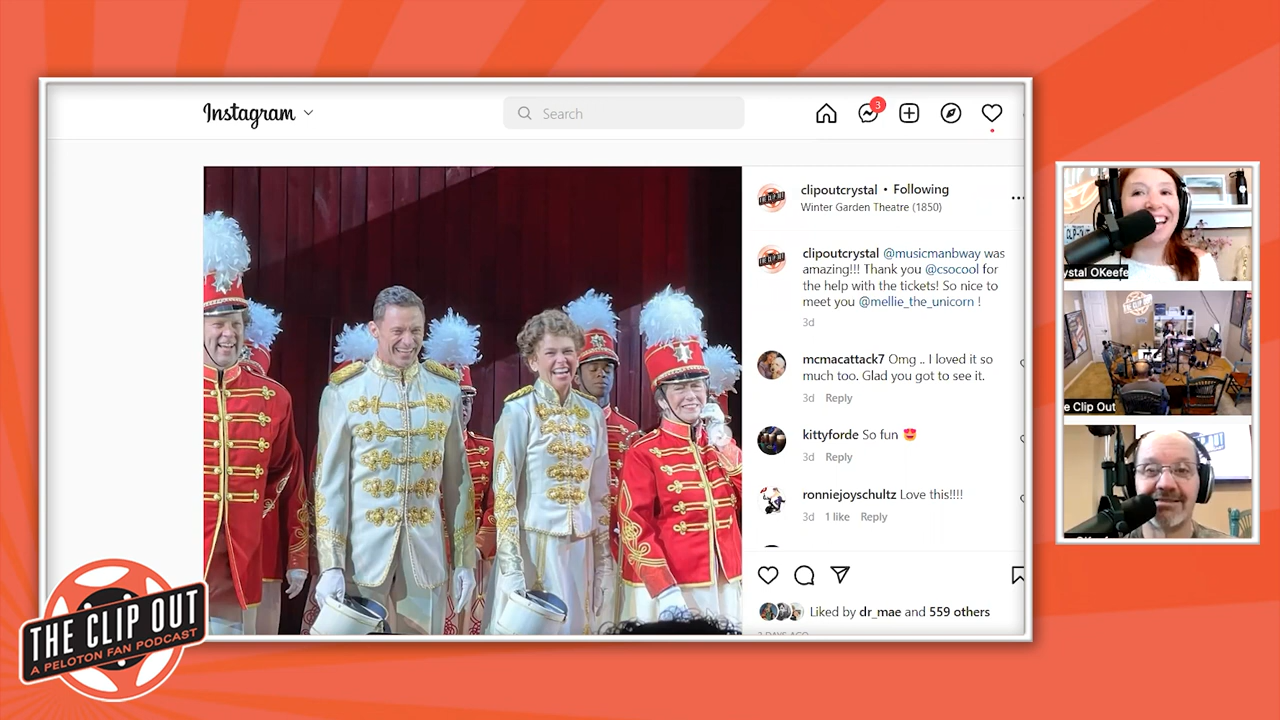 Instagram
Search
3
clipoutcrystal • Following
Winter Garden Theatre (1850)
clipoutcrystal @musicmanbway was
amazing!!! Thank you @csocool for
the help with the tickets! So nice to
meet you @mellie_the_unicorn !
3d
mcmacattack7 Omg .. I loved it so
much too. Glad you got to see it.
3d Reply
kittyforde So fun 😍
3d Reply
ronniejoyschultz Love this!!!!
3d 1 like Reply
Liked by dr_mae and 559 others
THE CLIP OUT
A PELOTON FAN PODCAST
ystal OKeefe
e Clip Out